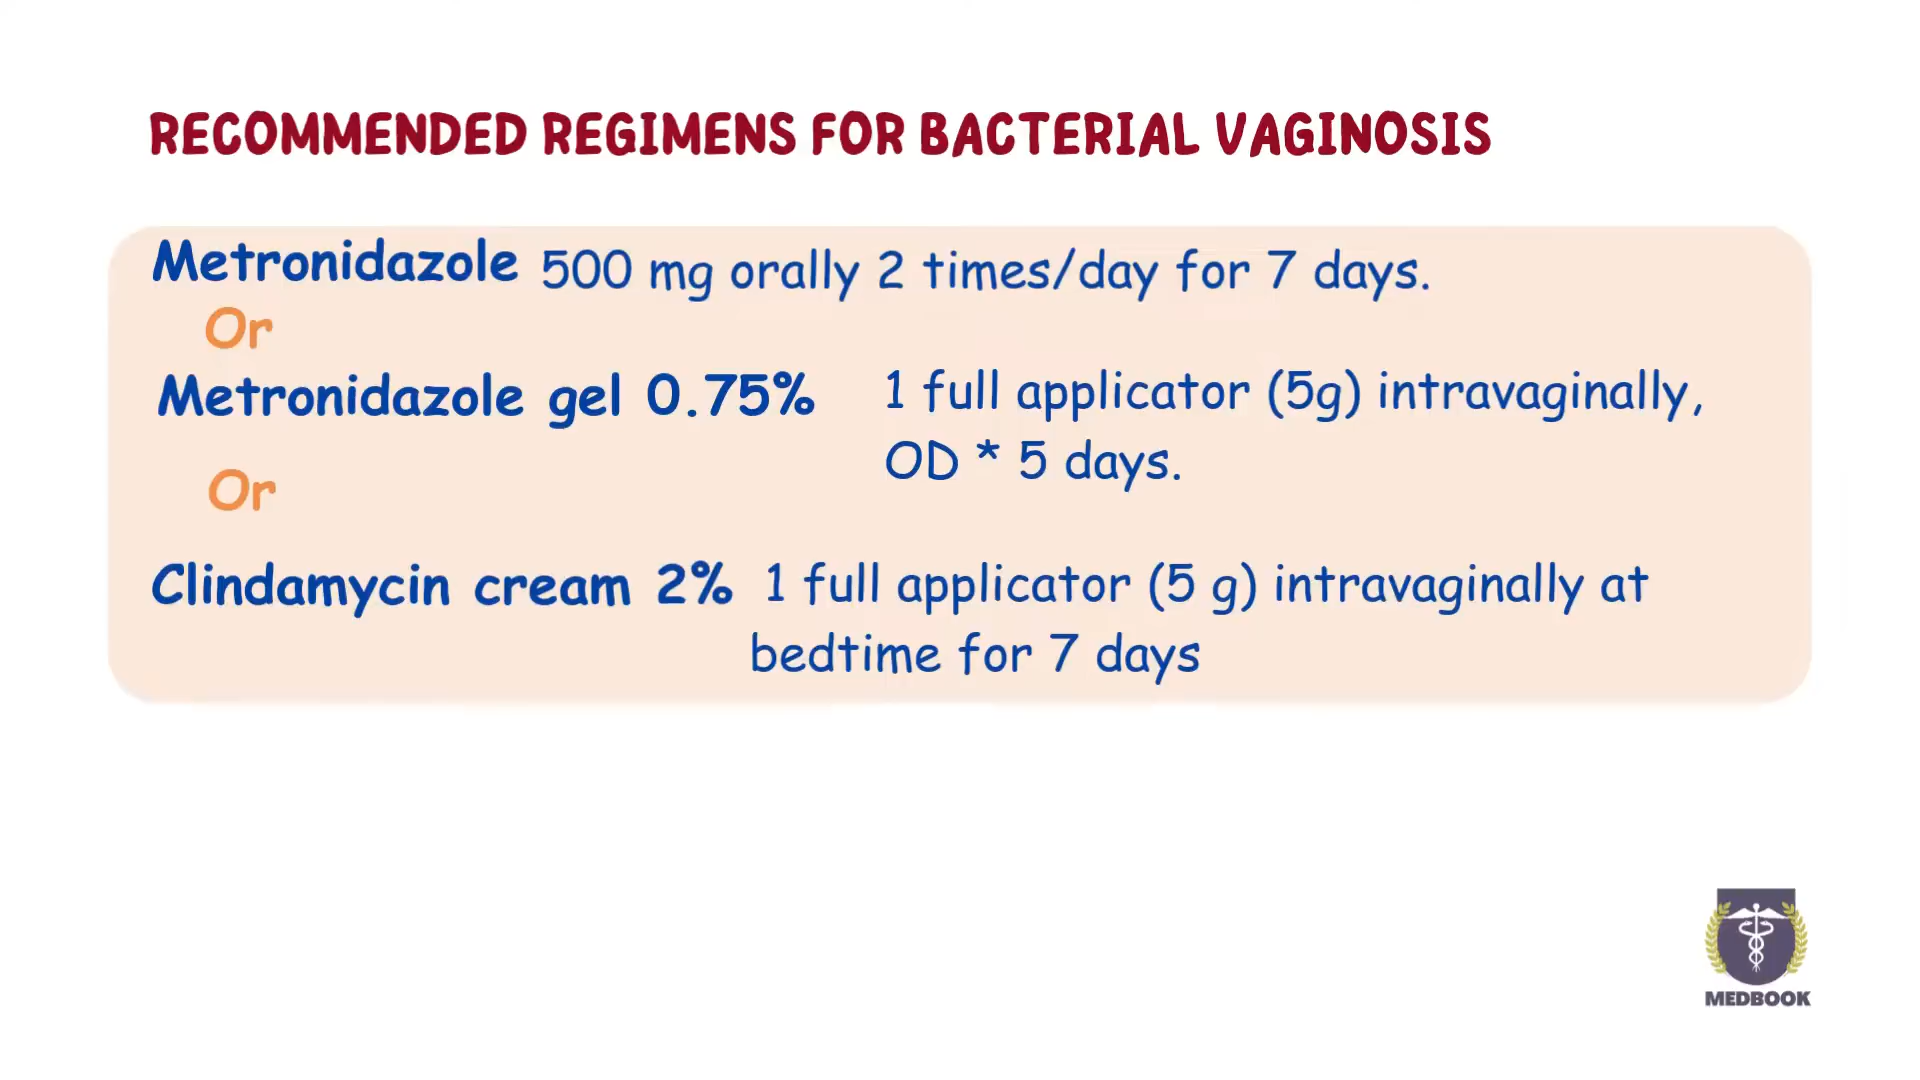 RECOMMENDED REGIMENS FOR BACTERIAL VAGINOSIS
Metronidazole 500 mg orally 2 times/day for 7 days.
Or
Metronidazole gel 0.75% 1 full applicator (5g) intravaginally,
OD * 5 days.
Or
Clindamycin cream 2% 1 full applicator (5 g) intravaginally at
bedtime for 7 days
MEDBOOK